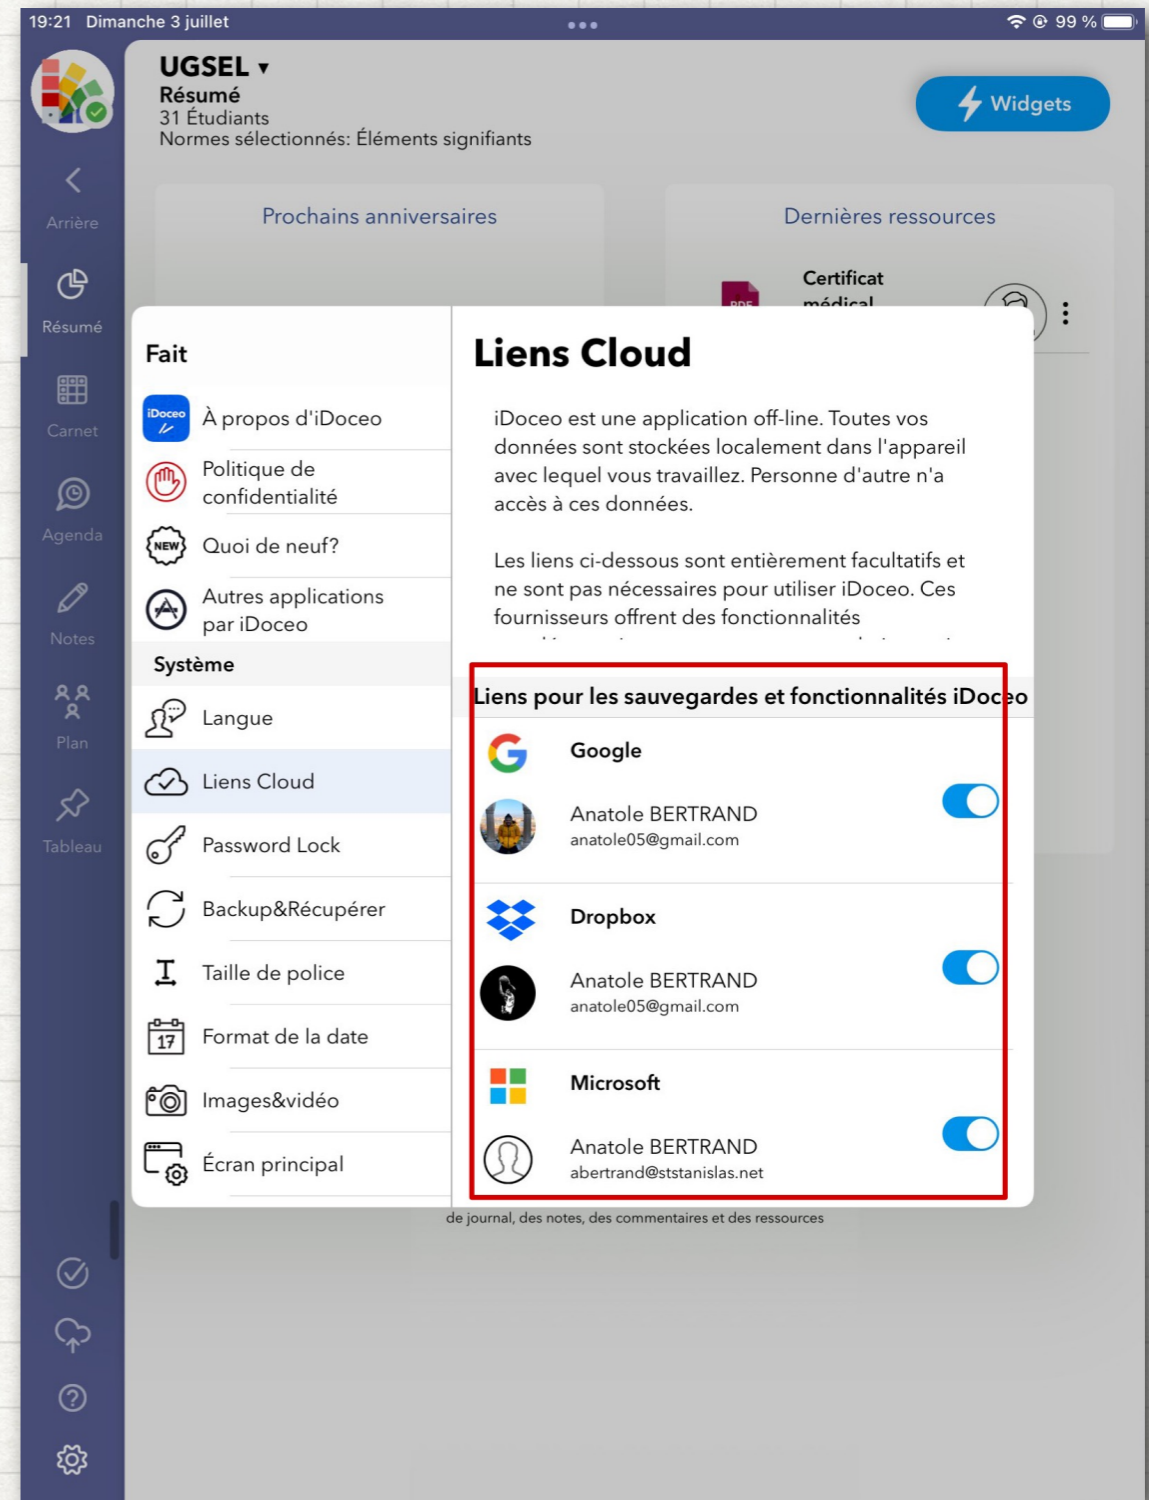 19:21 Dimanche 3 juillet
99 %
UGSEL ▾
Résumé
31 Étudiants
Normes sélectionnés: Éléments signifiants
Widgets
Arrière
Résumé
Carnet
Agenda
Notes
Plan
Tableau
Prochains anniversaires
Dernières ressources
Certificat
médical
PDF
Fait
iDoceo
À propos d'iDoceo
Politique de
confidentialité
NEW
Quoi de neuf?
Autres applications
par iDoceo
Système
Langue
Liens Cloud
Password Lock
Backup&Récupérer
Taille de police
17
Format de la date
Images&vidéo
Écran principal
Liens Cloud
iDoceo est une application off-line. Toutes vos
données sont stockées localement dans l'appareil
avec lequel vous travaillez. Personne d'autre n'a
accès à ces données.
Les liens ci-dessous sont entièrement facultatifs et
ne sont pas nécessaires pour utiliser iDoceo. Ces
fournisseurs offrent des fonctionnalités
Liens pour les sauvegardes et fonctionnalités iDoceo
Google
Anatole BERTRAND
anatole05@gmail.com
Dropbox
Anatole BERTRAND
anatole05@gmail.com
Microsoft
Anatole BERTRAND
abertrand@ststanislas.net
de journal, des notes, des commentaires et des ressources